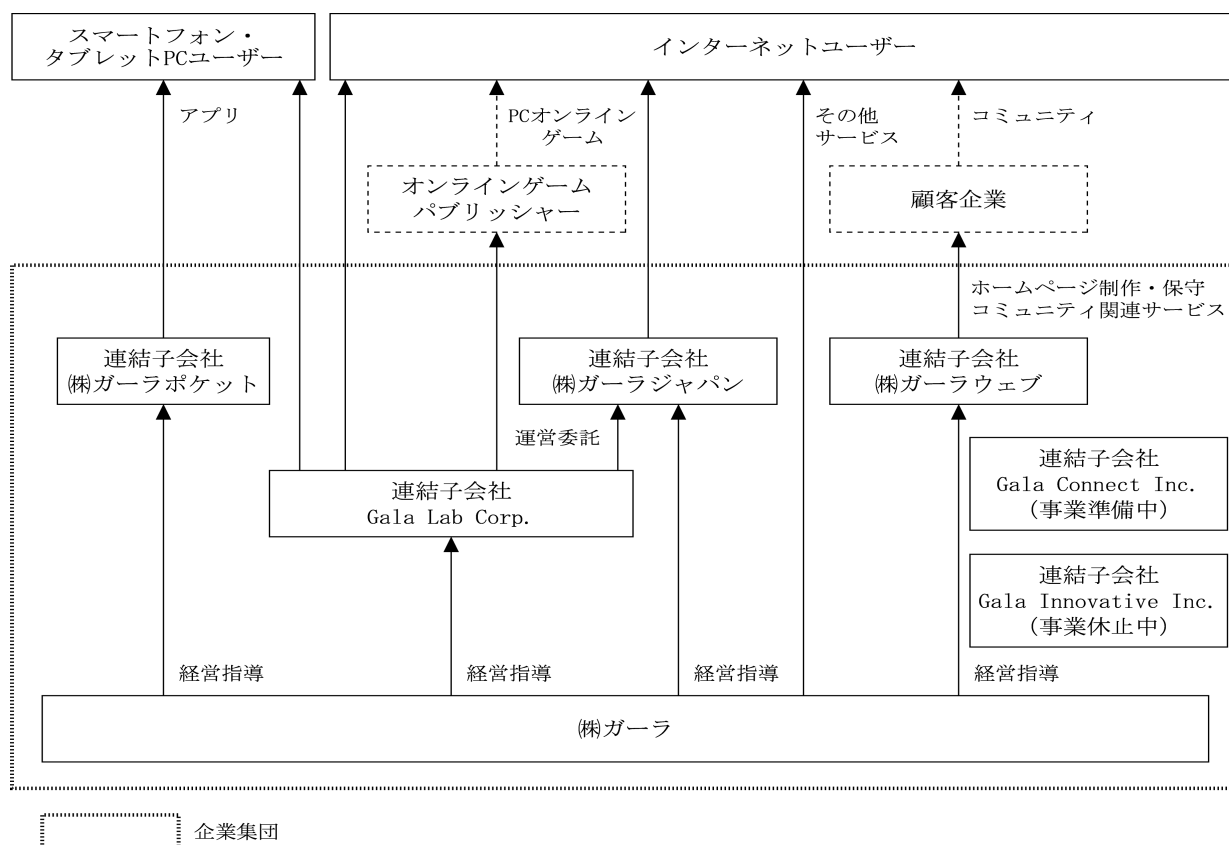 スマートフォン・
タブレットPCユーザー
インターネットユーザー
アプリ
PCオンライン
ゲーム
その他
サービス
コミュニティ
オンラインゲーム
パブリッシャー
顧客企業
ホームページ制作・保守
コミュニティ関連サービス
連結子会社
㈱ガーラポケット
連結子会社
㈱ガーラジャパン
連結子会社
㈱ガーラウェブ
運営委託
連結子会社
Gala Lab Corp.
連結子会社
Gala Connect Inc.
(事業準備中)
連結子会社
Gala Innovative Inc.
(事業休止中)
経営指導
経営指導
経営指導
経営指導
㈱ガーラ
企業集団